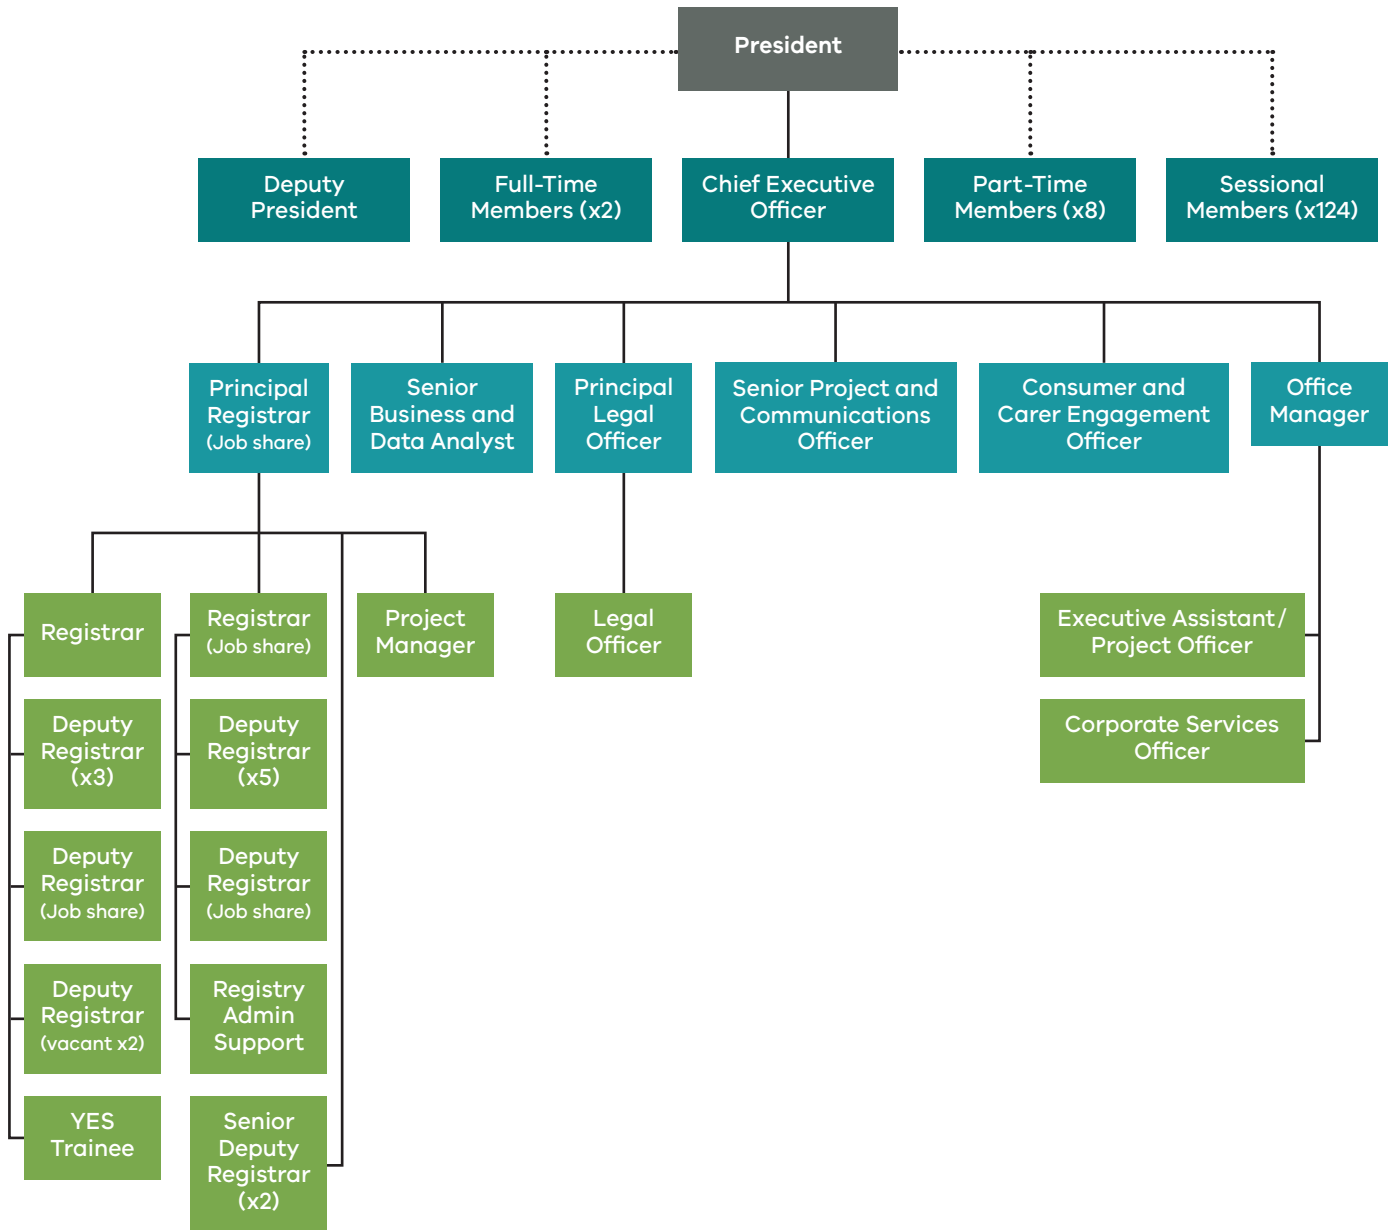 President
Deputy
President
Full-Time
Members (x2)
Chief Executive
Officer
Part-Time
Members (x8)
Sessional
Members (x124)
Principal
Registrar
(Job share)
Senior
Business and
Data Analyst
Principal
Legal
Officer
Senior Project and
Communications
Officer
Consumer and
Carer Engagement
Officer
Office
Manager
Registrar
Registrar
(Job share)
Project
Manager
Legal
Officer
Executive Assistant/
Project Officer
Deputy
Registrar
(x3)
Deputy
Registrar
(x5)
Corporate Services
Officer
Deputy
Registrar
(Job share)
Deputy
Registrar
(Job share)
Deputy
Registrar
(vacant x2)
Registry
Admin
Support
YES
Trainee
Senior
Deputy
Registrar
(x2)